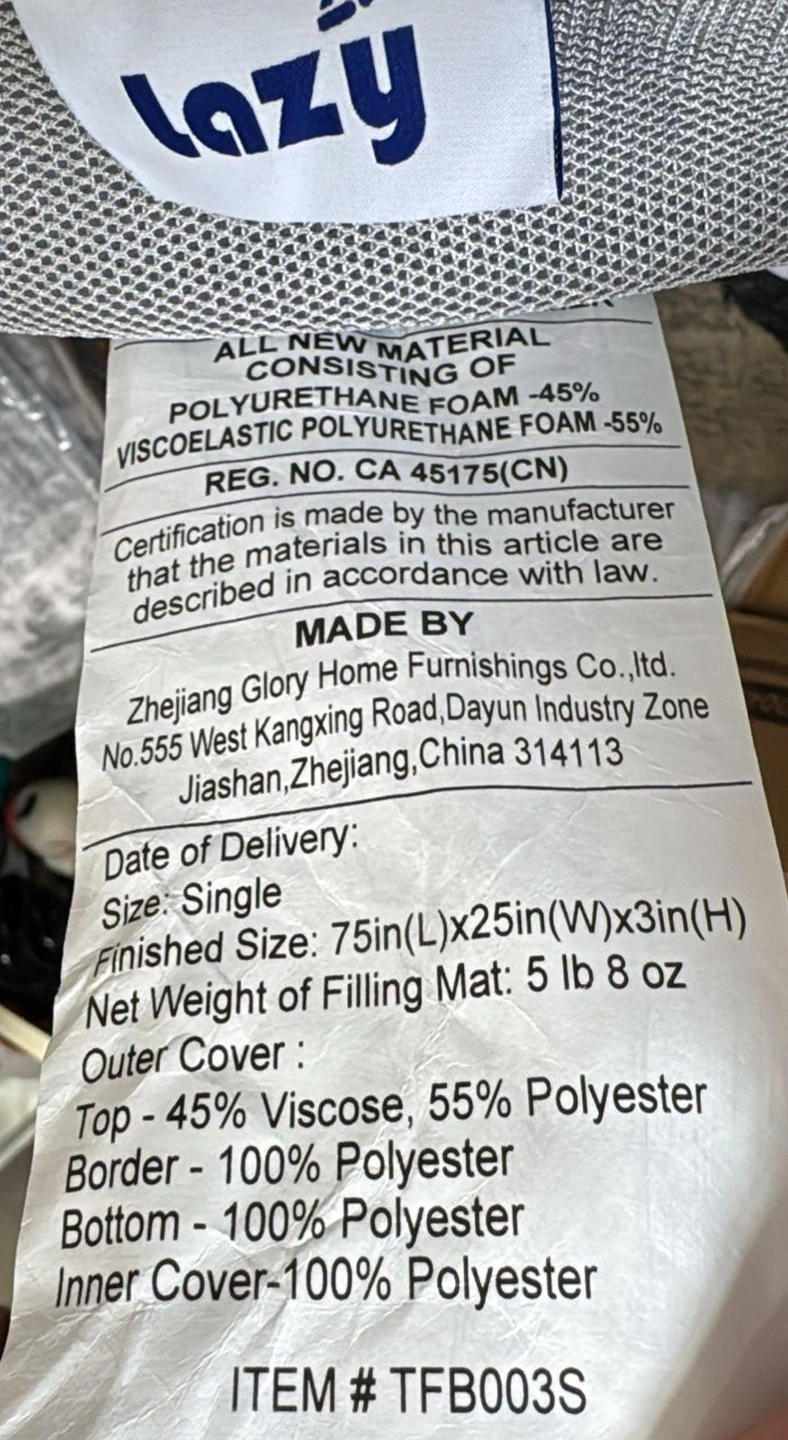 Lazy
ALL NEW MATERIAL
CONSISTING OF
POLYURETHANE FOAM -45%
VISCOELASTIC POLYURETHANE FOAM -55%
REG. NO. CA 45175(CN)
Certification is made by the manufacturer
that the materials in this article are
described in accordance with law.
MADE BY
Zhejiang Glory Home Furnishings Co.,ltd.
No.555 West Kangxing Road,Dayun Industry Zone
Jiashan,Zhejiang,China 314113
Date of Delivery:
Size: Single
Finished Size: 75in(L)x25in(W)x3in(H)
Net Weight of Filling Mat: 5 lb 8 oz
Outer Cover :
Top - 45% Viscose, 55% Polyester
Border - 100% Polyester
Bottom - 100% Polyester
Inner Cover-100% Polyester
ITEM # TFB003S